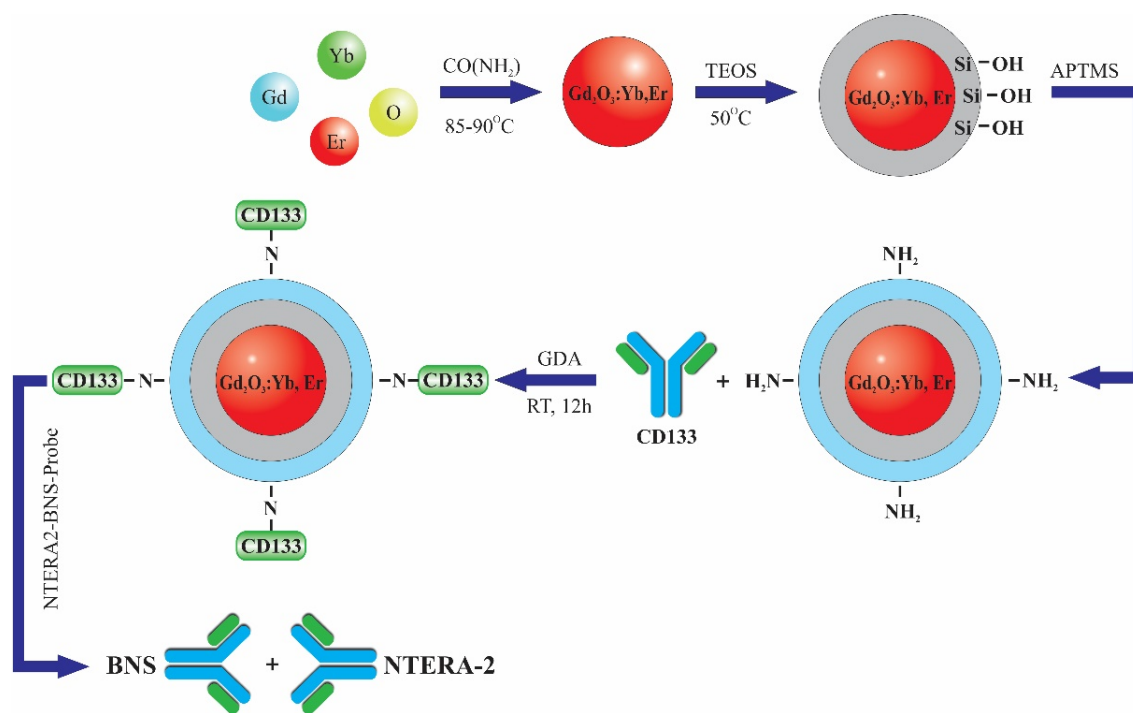 Yb
Gd
O
Er
CO(NH₂)
85-90°C
Gd₂O₃:Yb,Er
TEOS
50°C
Gd₂O₃:Yb, Er
Si-OH
Si-OH
Si-OH
APTMS
CD133
N
CD133-N-
Gd₂O₃:Yb, Er
-N-CD133
N
CD133
GDA
RT, 12h
CD133
+
NH₂
H₂N-
Gd₂O₃:Yb, Er
-NH₂
NH₂
NTERA2-BNS-Probe
BNS
+
NTERA-2